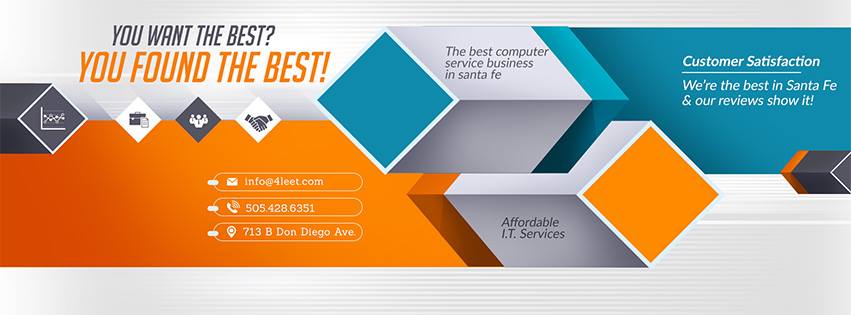 YOU WANT THE BEST?
YOU FOUND THE BEST!
The best computer
service business
in santa fe
Customer Satisfaction
We're the best in Santa Fe
& our reviews show it!
info@4leet.com
505.428.6351
713 B Don Diego Ave.
Affordable
I.T. Services